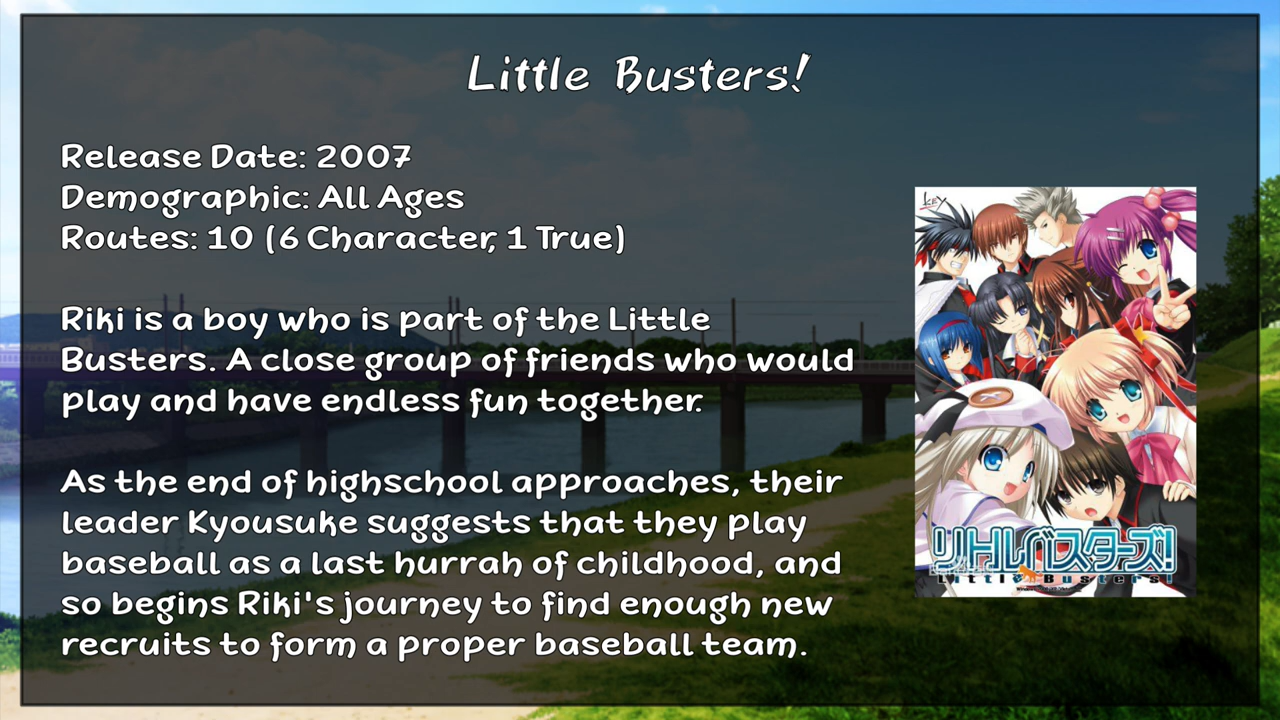 Little Busters!
Release Date: 2007
Demographic: All Ages
Routes: 10 (6 Character, 1 True)
Riki is a boy who is part of the Little
Busters. A close group of friends who would
play and have endless fun together.
As the end of highschool approaches, their
leader Kyousuke suggests that they play
baseball as a last hurrah of childhood, and
so begins Riki's journey to find enough new
recruits to form a proper baseball team.
key
リトルバスターズ!
Little Busters!